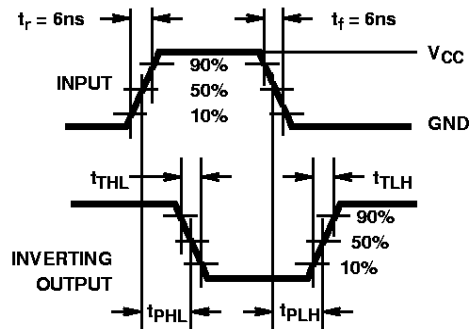 tr = 6ns
tf = 6ns
VCC
INPUT
90%
50%
10%
GND
tTHL
tTLH
90%
50%
10%
INVERTING
OUTPUT
tPHL
tPLH